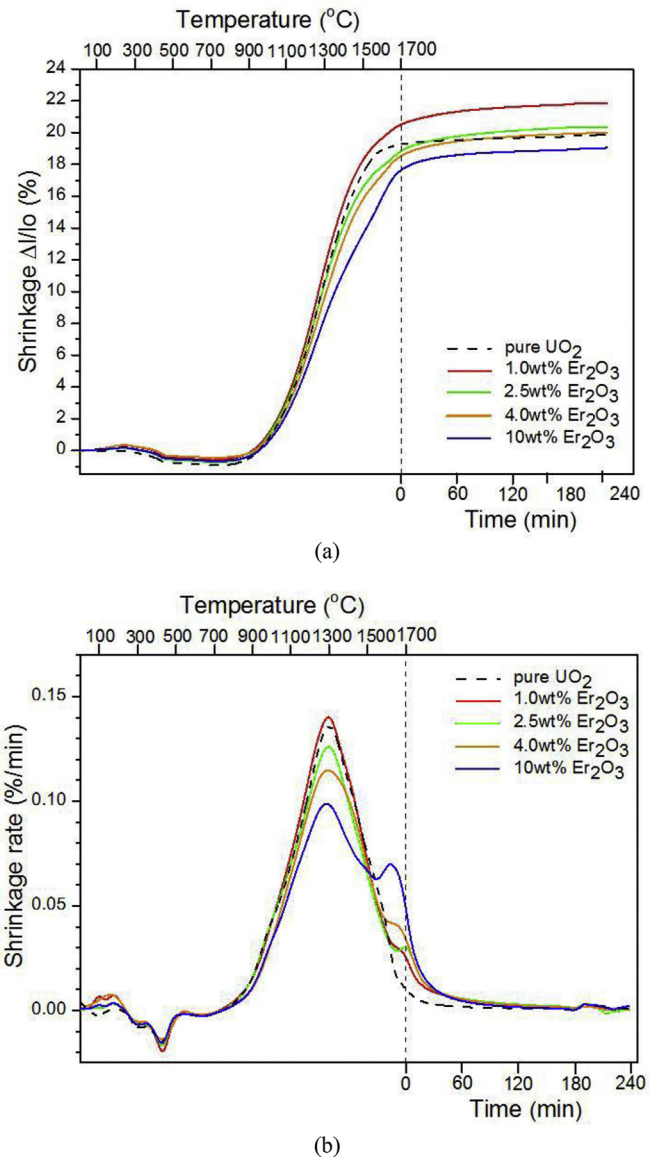 Temperature (°C)
100 300 500 700 900 1100 1300 1500 1700
24
22
20
18
16
14
12
10
8
6
4
2
0
Shrinkage Δl/lo (%)
pure UO2
1.0wt% Er2O3
2.5wt% Er2O3
4.0wt% Er2O3
10wt% Er2O3
0 60 120 180 240
Time (min)
(a)
Temperature (°C)
100 300 500 700 900 1100 1300 1500 1700
0.15
0.10
0.05
0.00
Shrinkage rate (%/min)
pure UO2
1.0wt% Er2O3
2.5wt% Er2O3
4.0wt% Er2O3
10wt% Er2O3
0 60 120 180 240
Time (min)
(b)